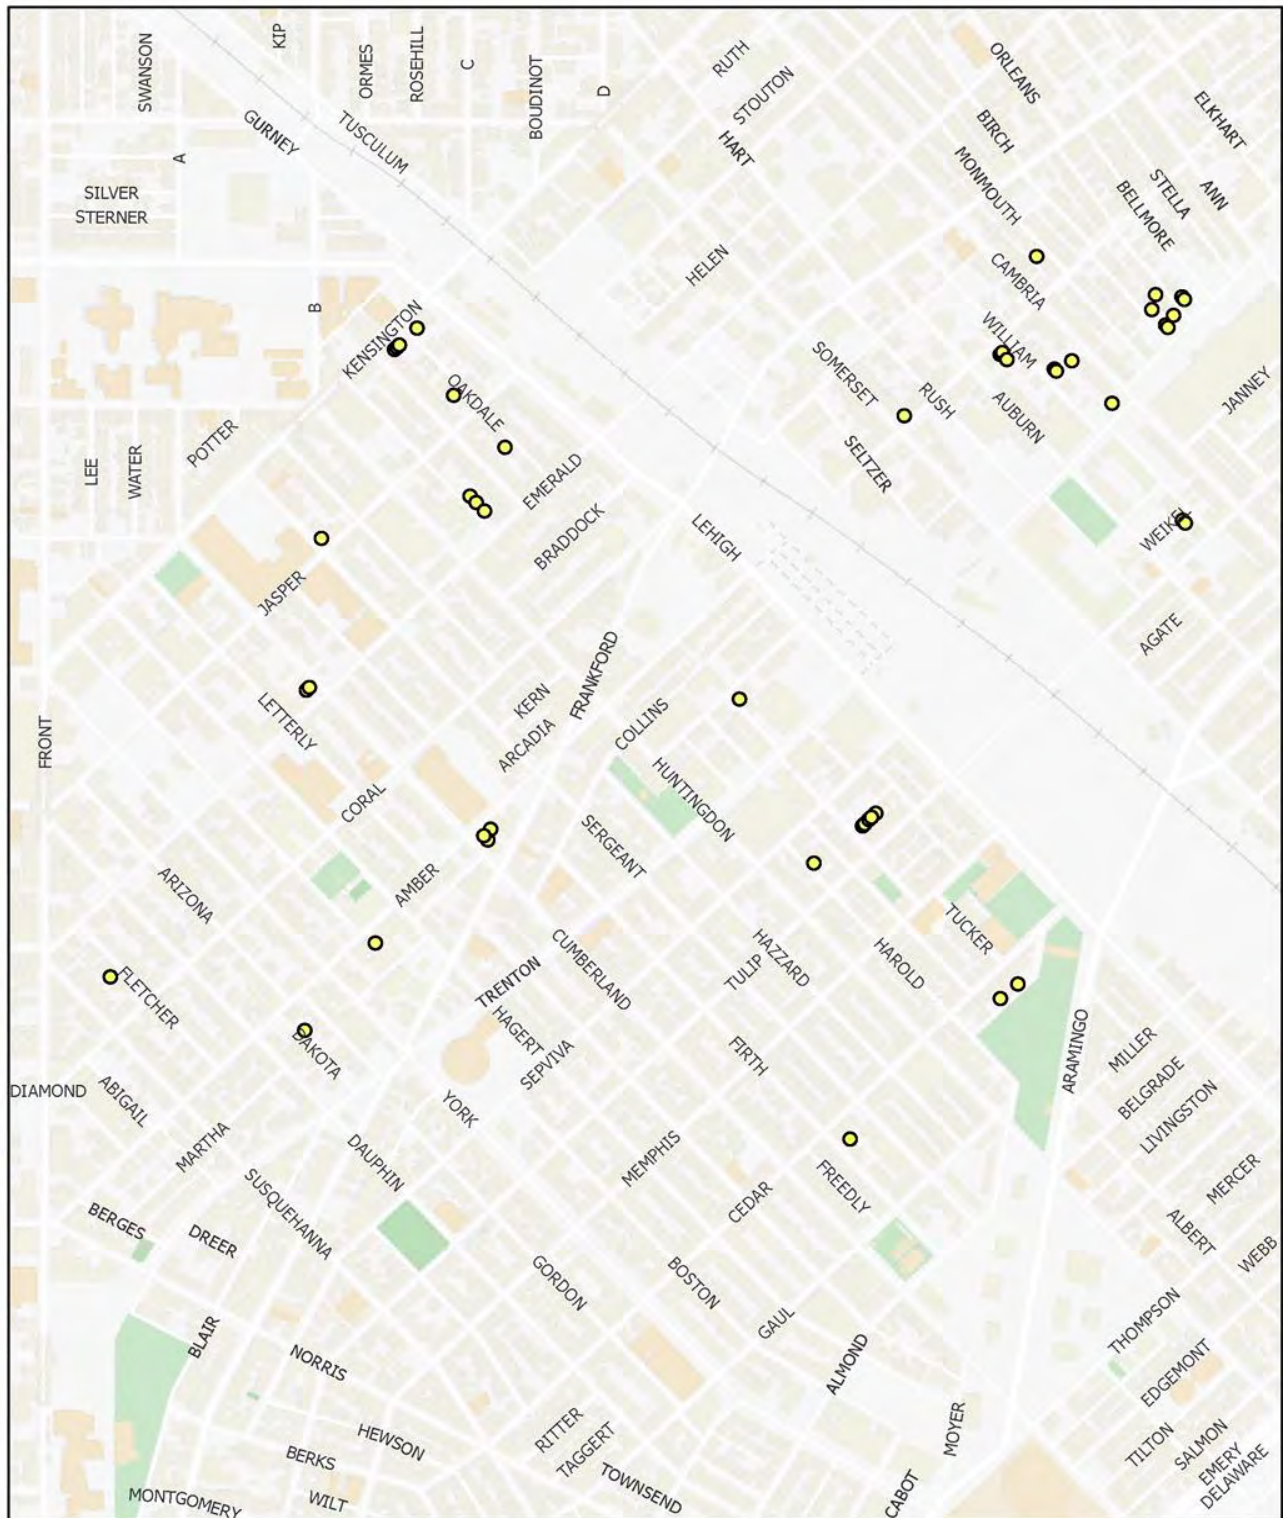 SWANSON
KIP
ORMES
ROSEHILL
C
BOUDINOT
D
RUTH
STOUTON
ORLEANS
ELKHART
GURNEY
TUSCULUM
HART
BIRCH
MONMOUTH
A
SILVER
STERNER
STELLA
ANN
BELLMORE
HELEN
CAMBRIA
B
KENSINGTON
WILLIAM
SOMERSET
RUSH
AUBURN
JANNEY
OAKDALE
POTTER
LEE
WATER
SELTZER
EMERALD
BRADDOCK
LEHIGH
WEIKEL
JASPER
AGATE
FRANKFORD
KERN
ARCADIA
COLLINS
LETTERLY
FRONT
HUNTINGDON
CORAL
SERGEANT
AMBER
ARIZONA
TUCKER
CUMBERLAND
HAZZARD
TULIP
HAROLD
TRENTON
FLETCHER
HAGERT
SEPVIVA
DAKOTA
FIRTH
ARAMINGO
MILLER
BELGRADE
LIVINGSTON
DIAMOND
ABIGAIL
YORK
MARTHA
DAUPHIN
MEMPHIS
CEDAR
FREEDLY
MERCER
SUSQUEHANNA
BERGES
DREER
ALBERT
WEBB
GORDON
BOSTON
GAUL
THOMPSON
BLAIR
NORRIS
ALMOND
EDGEMONT
HEWSON
BERKS
RITTER
TAGGERT
MOYER
TILTON
SALMON
EMERY
DELAWARE
MONTGOMERY
WILT
TOWNSEND
CABOT